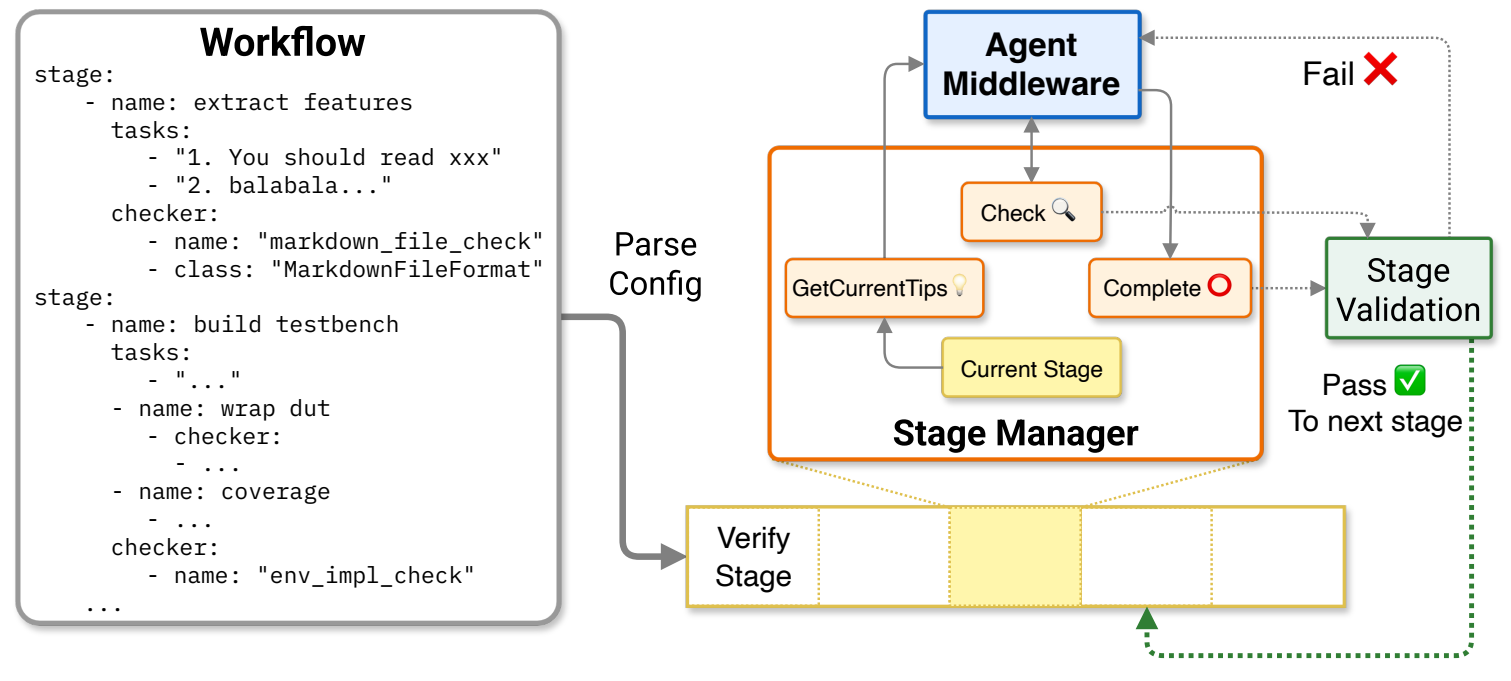 Workflow
stage:
- name: extract features
tasks:
- "1. You should read xxx"
- "2. balabala..."
checker:
- name: "markdown_file_check"
- class: "MarkdownFileFormat"
stage:
- name: build testbench
tasks:
- "..."
- name: wrap dut
- checker:
- ...
- name: coverage
- ...
checker:
- name: "env_impl_check"
...
Parse
Config
Agent
Middleware
Fail ❌
Check 🔍
GetCurrentTips💡
Complete ⭕
Stage
Validation
Current Stage
Pass ✅
To next stage
Stage Manager
Verify
Stage